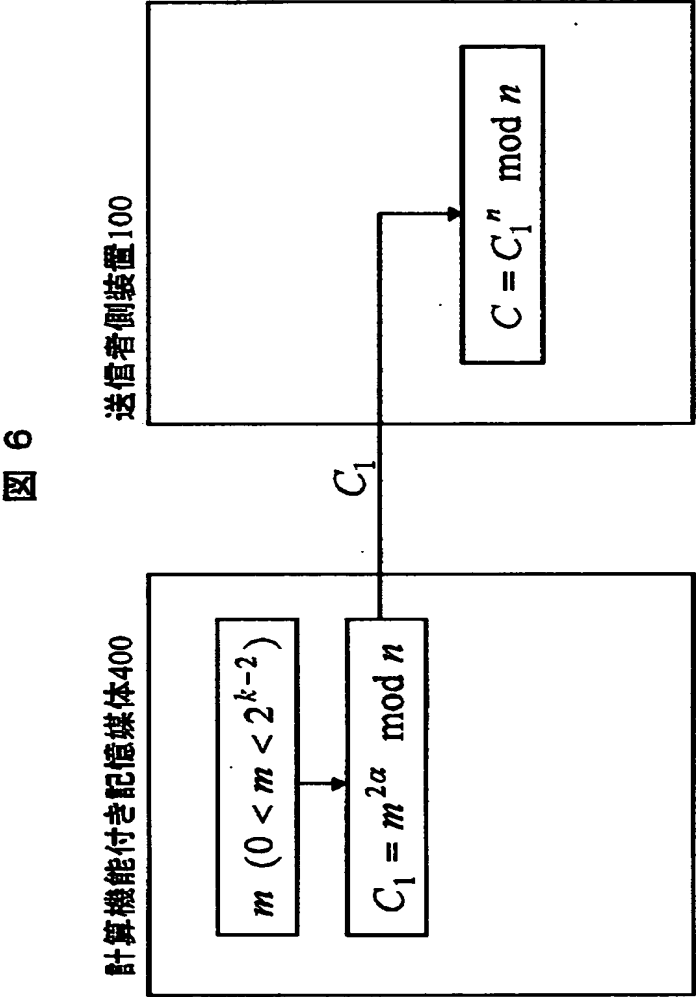 図 6
計算機能付き記憶媒体400
m (0 < m < 2^{k-2})
C_1 = m^{2α} mod n
C_1
送信者側装置100
C = C_1^n mod n